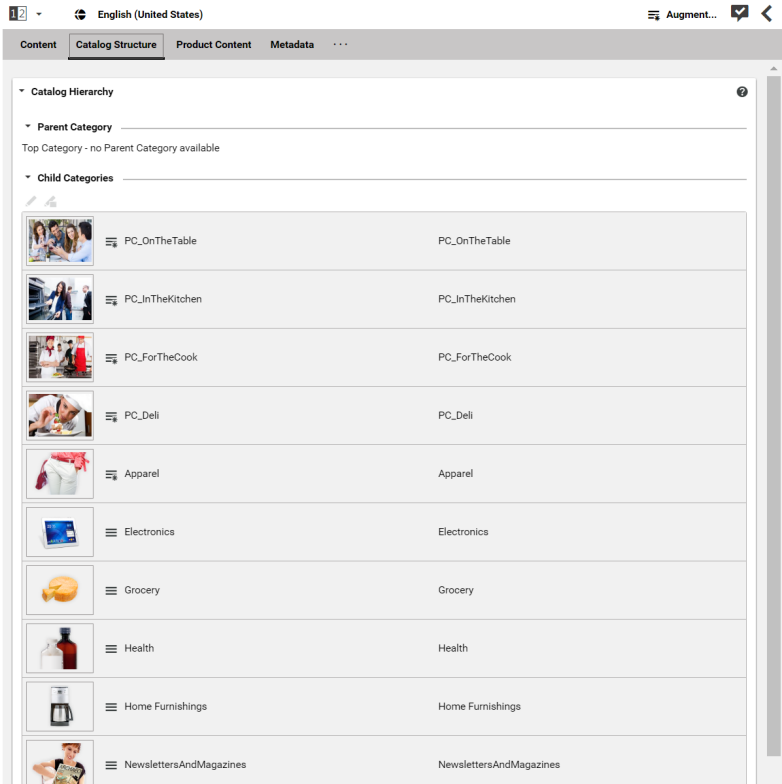 12 English (United States) Augment...
Content Catalog Structure Product Content Metadata ...
Catalog Hierarchy
Parent Category
Top Category - no Parent Category available
Child Categories
PC_OnTheTable PC_OnTheTable
PC_InTheKitchen PC_InTheKitchen
PC_ForTheCook PC_ForTheCook
PC_Deli PC_Deli
Apparel Apparel
Electronics Electronics
Grocery Grocery
Health Health
Home Furnishings Home Furnishings
NewslettersAndMagazines NewslettersAndMagazines